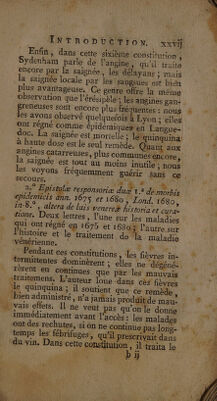 INTRODUCTION. xxvij
Enfin, dans cette sixième constitution,
Sydenham parle de l'angine, qu'il traite
encore par la saignée, les délayans; mais
la saignée locale par les sangsues est bien
plus avantageuse. Ce genre offre la même
observation que l'érésipèle; les angines gan-
greneuses sont encore plus fréquentes: nous
les avons observé quelquefois à Lyon; elles
ont régné comme épidémiques en Langue-
doc. La saignée est mortelle; le quinquina
à haute dose est le seul remède. Quant aux
angines catarreuses, plus communes encore,
la saignée est tout au moins inutile; nous
les voyons fréquemment guérir sans ce
secours.
2.° Epistolæ responsoriæ duæ 1.ª de morbis
epidemicis ann. 1675 ad 1680, Lond. 1680,
in-8.°, altera de luis venereæ historia et cura-
tione. Deux lettres, l'une sur les maladies
qui ont régné en 1675 et 1680; l'autre sur
l'histoire et le traitement de la maladie
vénérienne.
Pendant ces constitutions, les fièvres in-
termittentes dominèrent; elles ne dégéné-
rèrent en continues que par les mauvais
traitemens. L'auteur loue dans ces fièvres
le quinquina; il soutient que ce remède,
bien administré, n'a jamais produit de mau-
vais effets. Il ne veut pas qu'on le donne
immédiatement avant l'accès: les malades
ont des rechutes, si on ne continue pas long-
temps les fébrifuges, qu'il prescrivait dans
du vin. Dans cette constitution, il traita le
b ij